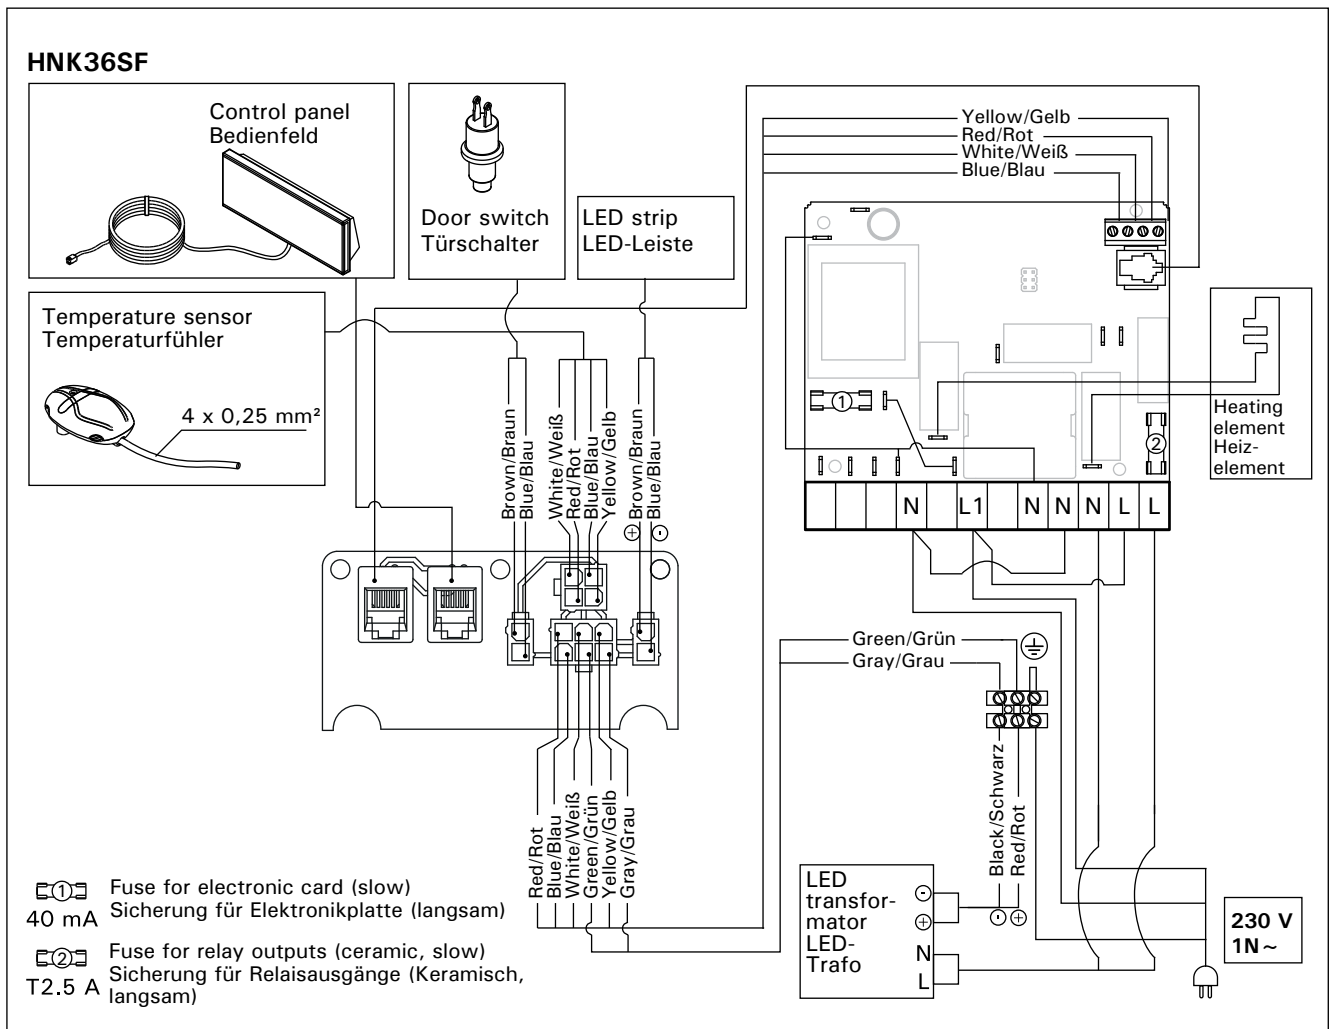 HNK36SF
Control panel
Bedienfeld
Door switch
Türschalter
LED strip
LED-Leiste
Yellow/Gelb
Red/Rot
White/Weiß
Blue/Blau
Temperature sensor
Temperaturfühler
4 x 0,25 mm²
Brown/Braun
Blue/Blau
White/Weiß
Red/Rot
Blue/Blau
Yellow/Gelb
Brown/Braun
Blue/Blau
+
-
1
2
Heating
element
Heiz-
element
N L1 N N N L L
Green/Grün
Gray/Grau
Red/Rot
Blue/Blau
White/Weiß
Green/Grün
Yellow/Gelb
Gray/Grau
Black/Schwarz
Red/Rot
-
+
LED
transfor-
mator
LED-
Trafo
-
+
N
L
230 V
1N~
1
40 mA
Fuse for electronic card (slow)
Sicherung für Elektronikplatte (langsam)
2
T2.5 A
Fuse for relay outputs (ceramic, slow)
Sicherung für Relaisausgänge (Keramisch,
langsam)